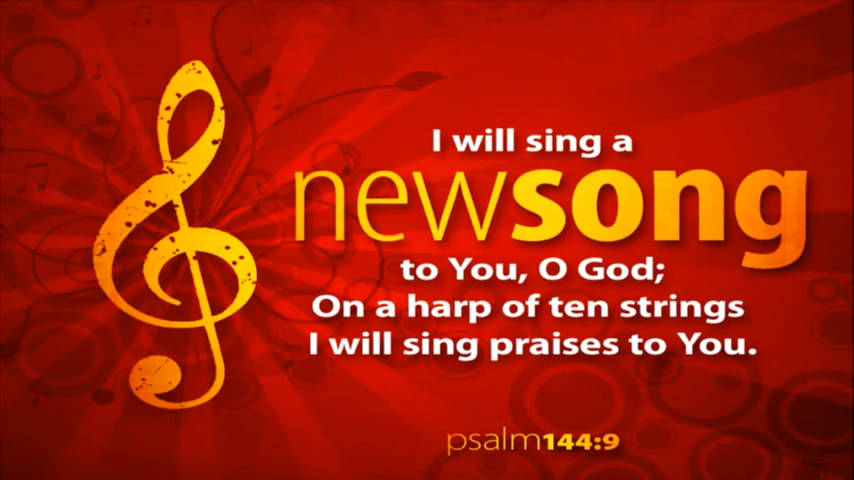 I will sing a
newsong
to You, O God;
On a harp of ten strings
I will sing praises to You.
psalm144:9